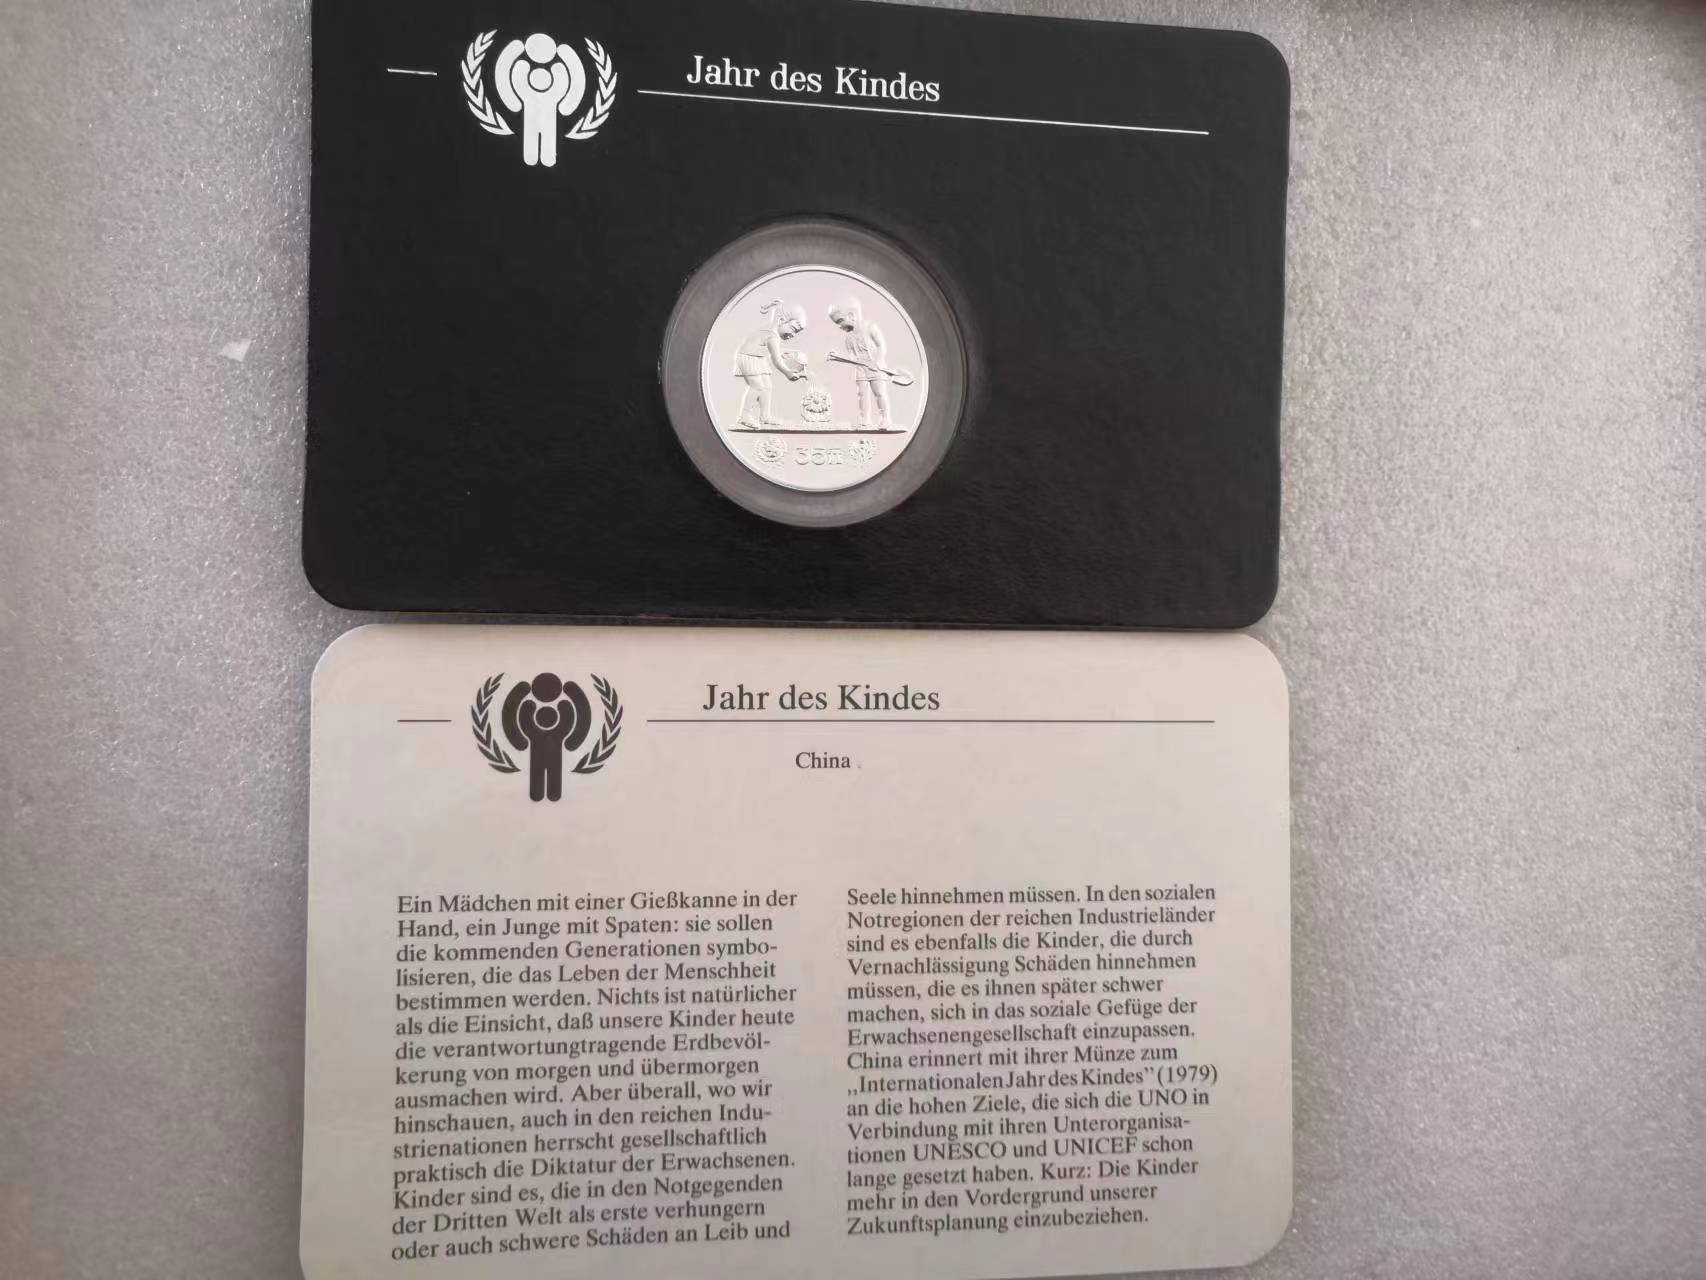 Jahr des Kindes
35元
Jahr des Kindes
China
Ein Mädchen mit einer Gießkanne in der
Hand, ein Junge mit Spaten: sie sollen
die kommenden Generationen symbo-
lisieren, die das Leben der Menschheit
bestimmen werden. Nichts ist natürlicher
als die Einsicht, daß unsere Kinder heute
die verantwortungtragende Erdbevöl-
kerung von morgen und übermorgen
ausmachen wird. Aber überall, wo wir
hinschauen, auch in den reichen Indu-
strienationen herrscht gesellschaftlich
praktisch die Diktatur der Erwachsenen.
Kinder sind es, die in den Notgegenden
der Dritten Welt als erste verhungern
oder auch schwere Schäden an Leib und
Seele hinnehmen müssen. In den sozialen
Notregionen der reichen Industrieländer
sind es ebenfalls die Kinder, die durch
Vernachlässigung Schäden hinnehmen
müssen, die es ihnen später schwer
machen, sich in das soziale Gefüge der
Erwachsenengesellschaft einzupassen.
China erinnert mit ihrer Münze zum
„Internationalen Jahr des Kindes” (1979)
an die hohen Ziele, die sich die UNO in
Verbindung mit ihren Unterorganisa-
tionen UNESCO und UNICEF schon
lange gesetzt haben. Kurz: Die Kinder
mehr in den Vordergrund unserer
Zukunftsplanung einzubeziehen.